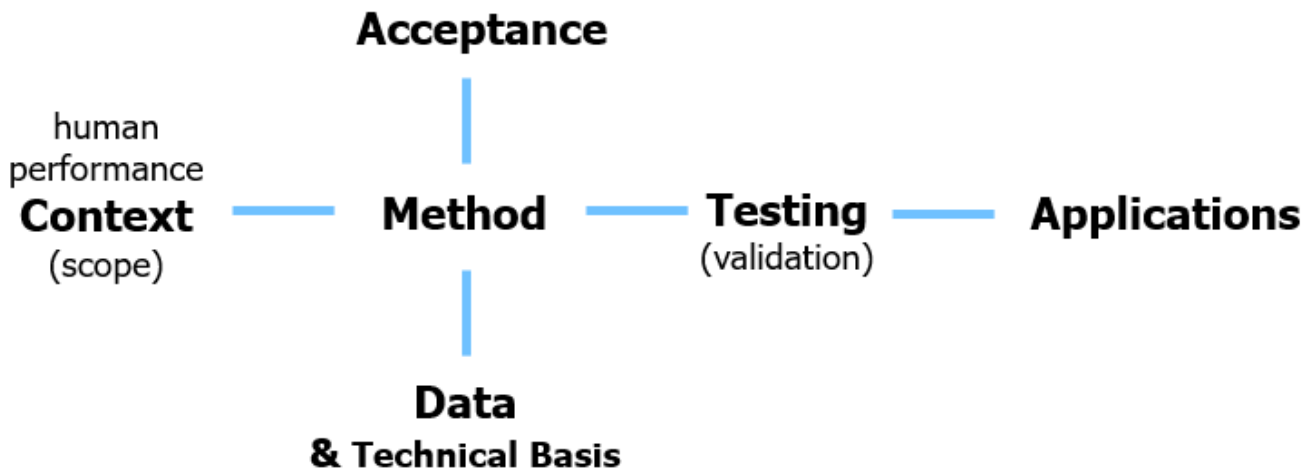 Acceptance
human
performance
Context
(scope)
Method
Testing
(validation)
Applications
Data
& Technical Basis